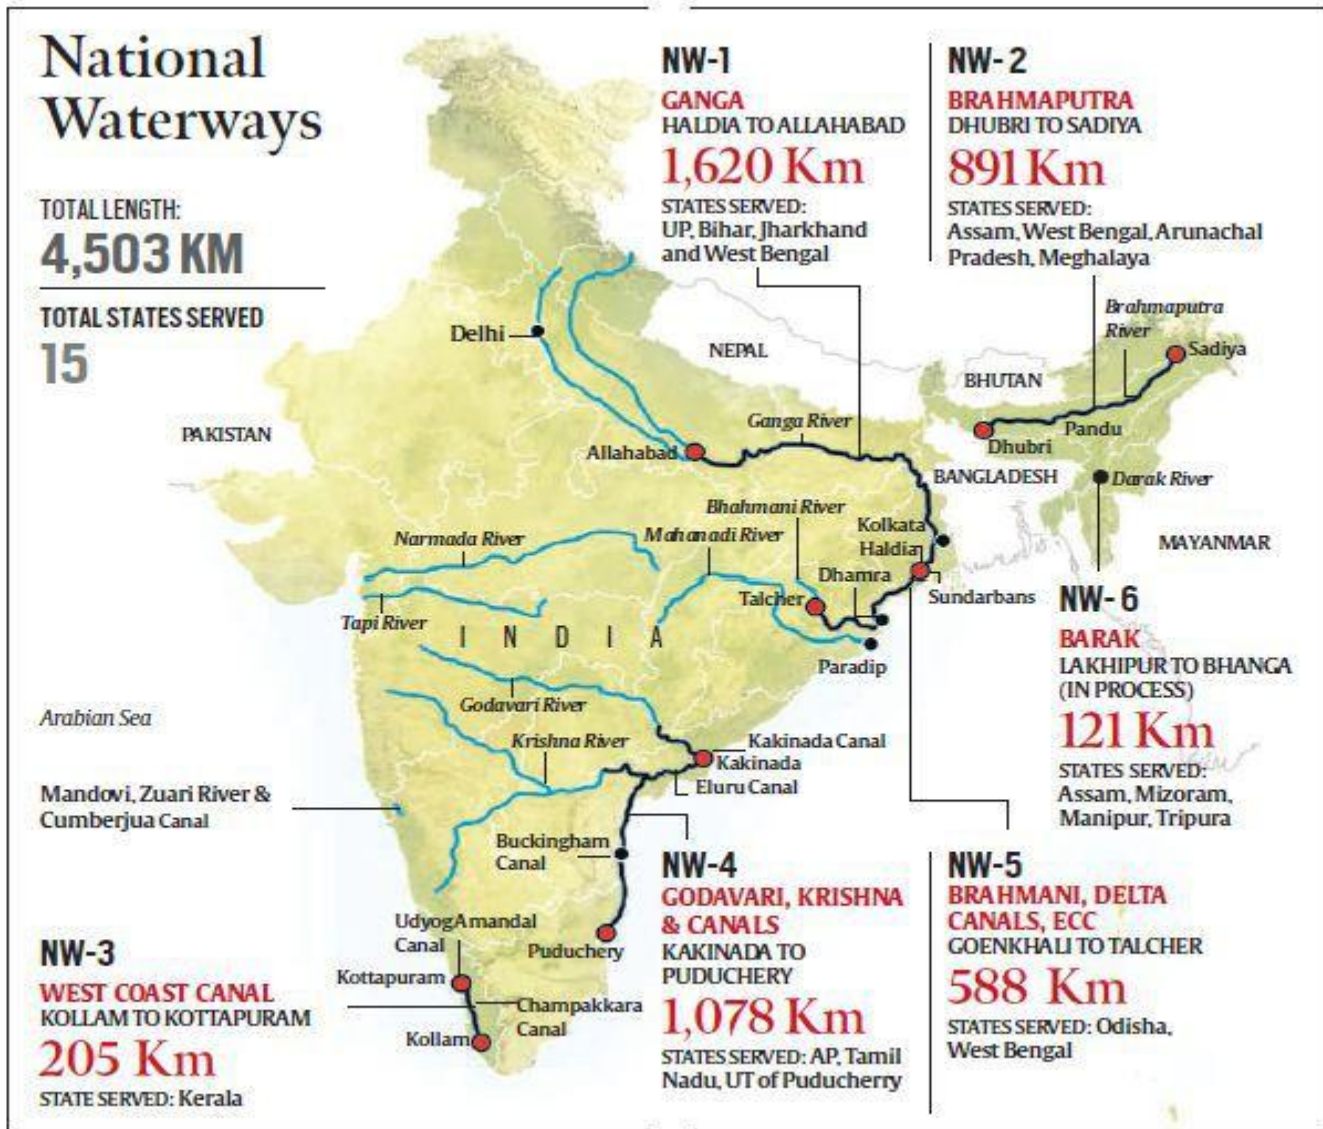 National
Waterways
TOTAL LENGTH:
4,503 KM
TOTAL STATES SERVED
15
NW-1
GANGA
HALDIA TO ALLAHABAD
1,620 Km
STATES SERVED:
UP, Bihar, Jharkhand
and West Bengal
NW-2
BRAHMAPUTRA
DHUBRI TO SADIYA
891 Km
STATES SERVED:
Assam, West Bengal, Arunachal
Pradesh, Meghalaya
Brahmaputra
River
Sadiya
Delhi
NEPAL
BHUTAN
PAKISTAN
Ganga River
Pandu
Dhubri
Allahabad
BANGLADESH
Darak River
Bhahmani River
Narmada River
Mahanadi River
Kolkata
Haldia
MAYANMAR
Dhamra
Talcher
Sundarbans
Tapi River
INDIA
Paradip
NW-6
BARAK
LAKHIPUR TO BHANGA
(IN PROCESS)
121 Km
STATES SERVED:
Assam, Mizoram,
Manipur, Tripura
Arabian Sea
Godavari River
Krishna River
Kakinada Canal
Kakinada
Eluru Canal
Mandovi, Zuari River &
Cumberjua Canal
Buckingham
Canal
UdyogAmandal
Canal
Puduchery
Kottapuram
Champakkara
Canal
Kollam
NW-3
WEST COAST CANAL
KOLLAM TO KOTTAPURAM
205 Km
STATE SERVED: Kerala
NW-4
GODAVARI, KRISHNA
& CANALS
KAKINADA TO
PUDUCHERY
1,078 Km
STATES SERVED: AP, Tamil
Nadu, UT of Puducherry
NW-5
BRAHMANI, DELTA
CANALS, ECC
GOENKHALI TO TALCHER
588 Km
STATES SERVED: Odisha,
West Bengal